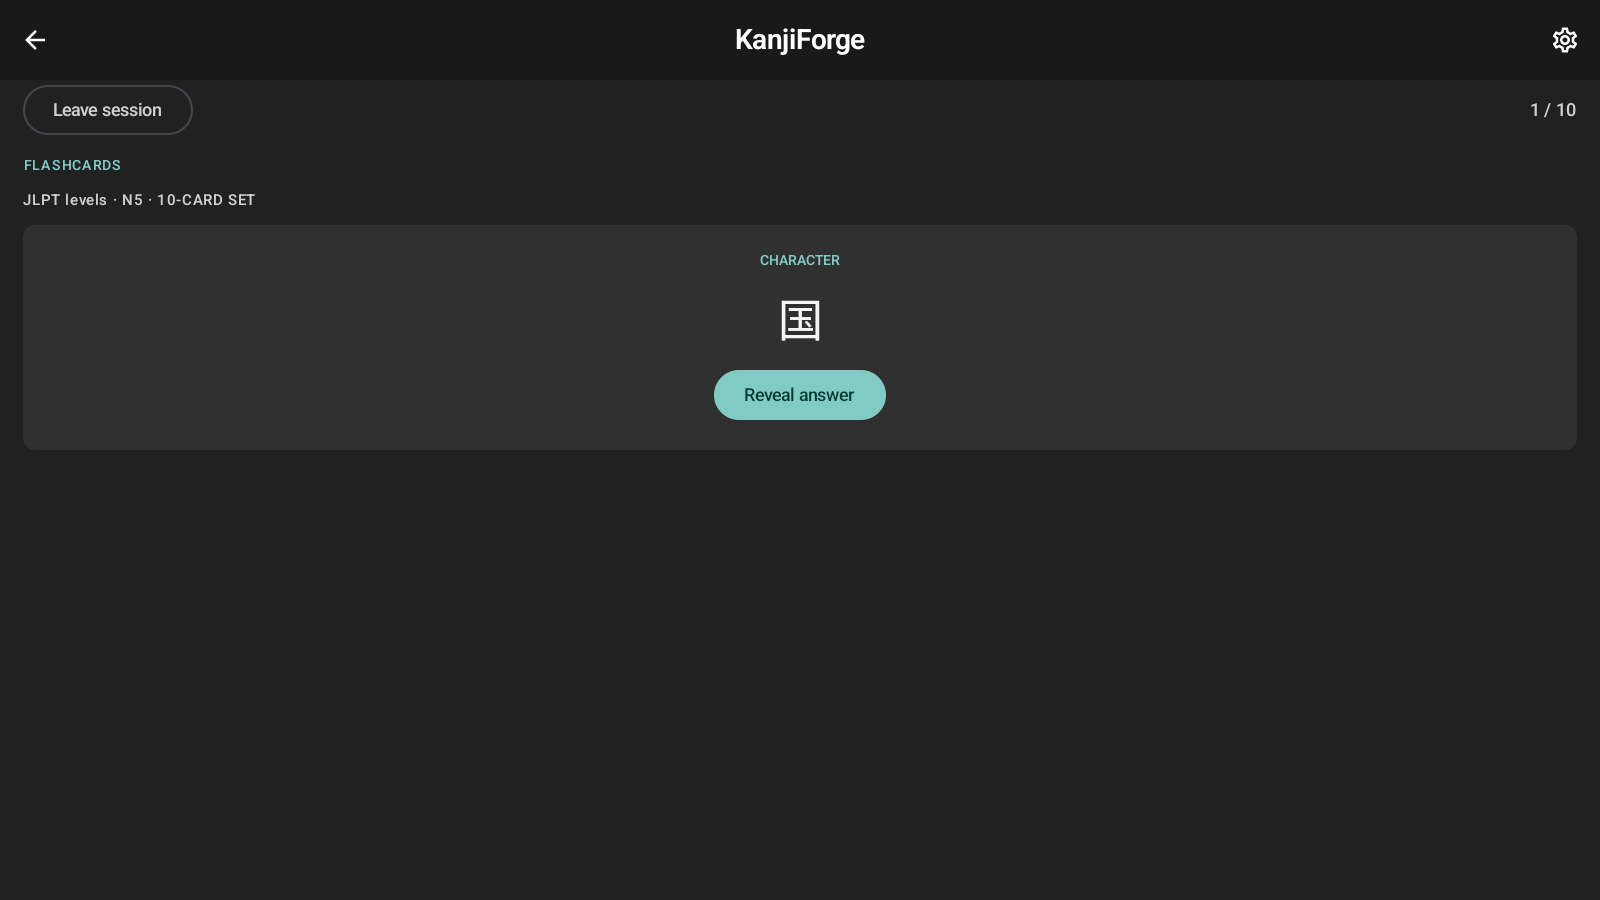 KanjiForge
Leave session
1 / 10
FLASHCARDS
JLPT levels · N5 · 10-CARD SET
CHARACTER
国
Reveal answer